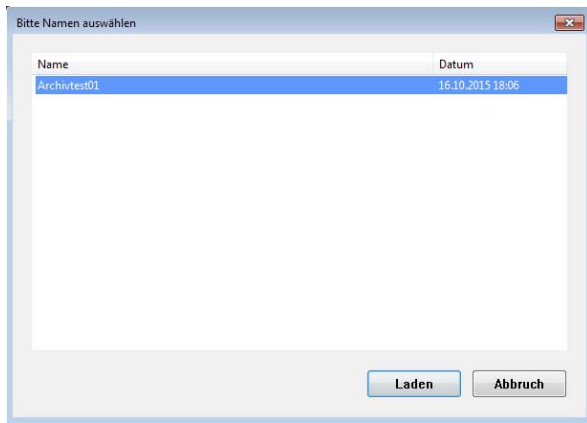 Bitte Namen auswählen
Name Datum
Archivtest01 16.10.2015 18:06
Laden Abbruch